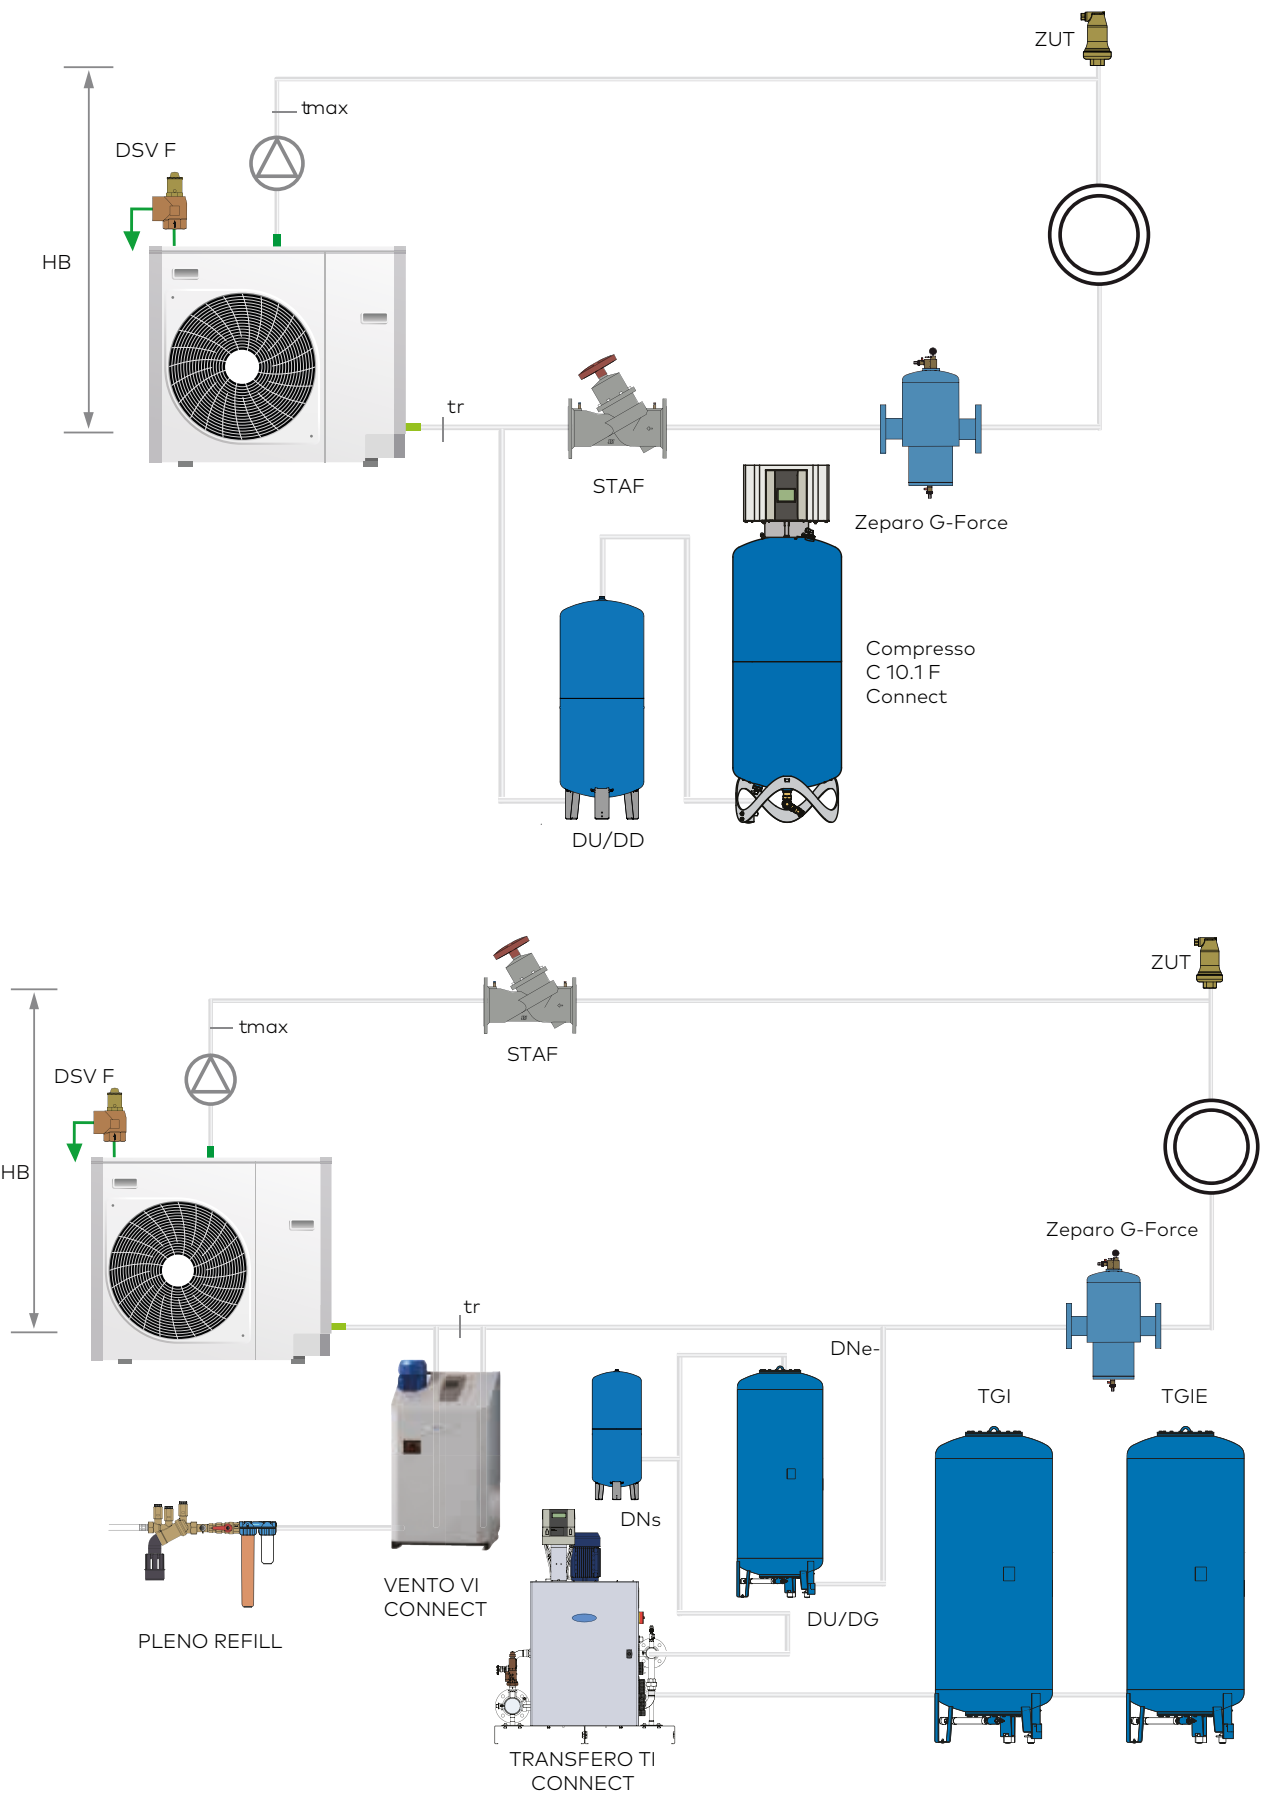 ZUT
tmax
DSV F
HB
tr
STAF
Zeparo G-Force
Compresso
C 10.1 F
Connect
DU/DD
ZUT
tmax
STAF
DSV F
HB
Zeparo G-Force
tr
DNe-
TGI
TGIE
DNs
VENTO VI
CONNECT
DU/DG
PLENO REFILL
TRANSFERO TI
CONNECT